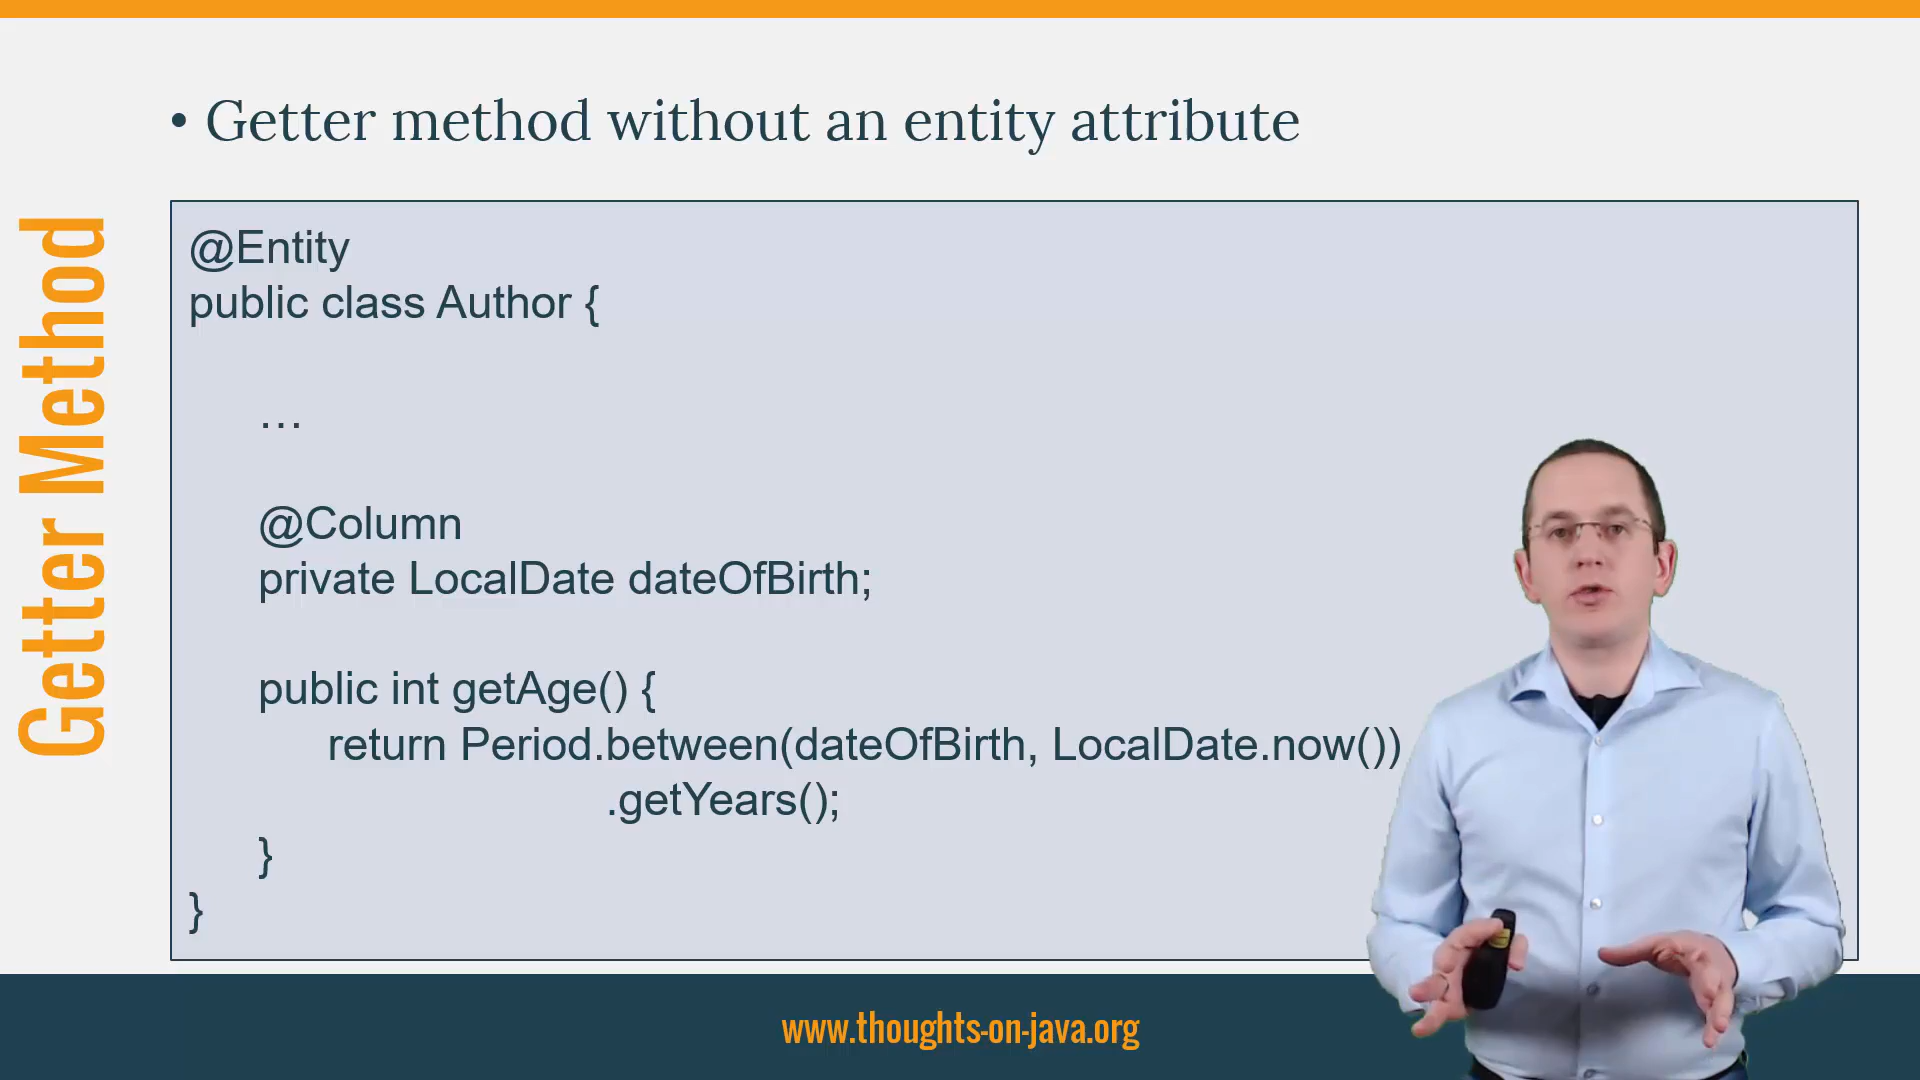 Getter Method
• Getter method without an entity attribute
@Entity
public class Author {
…
@Column
private LocalDate dateOfBirth;
public int getAge() {
return Period.between(dateOfBirth, LocalDate.now())
.getYears();
}
}
www.thoughts-on-java.org